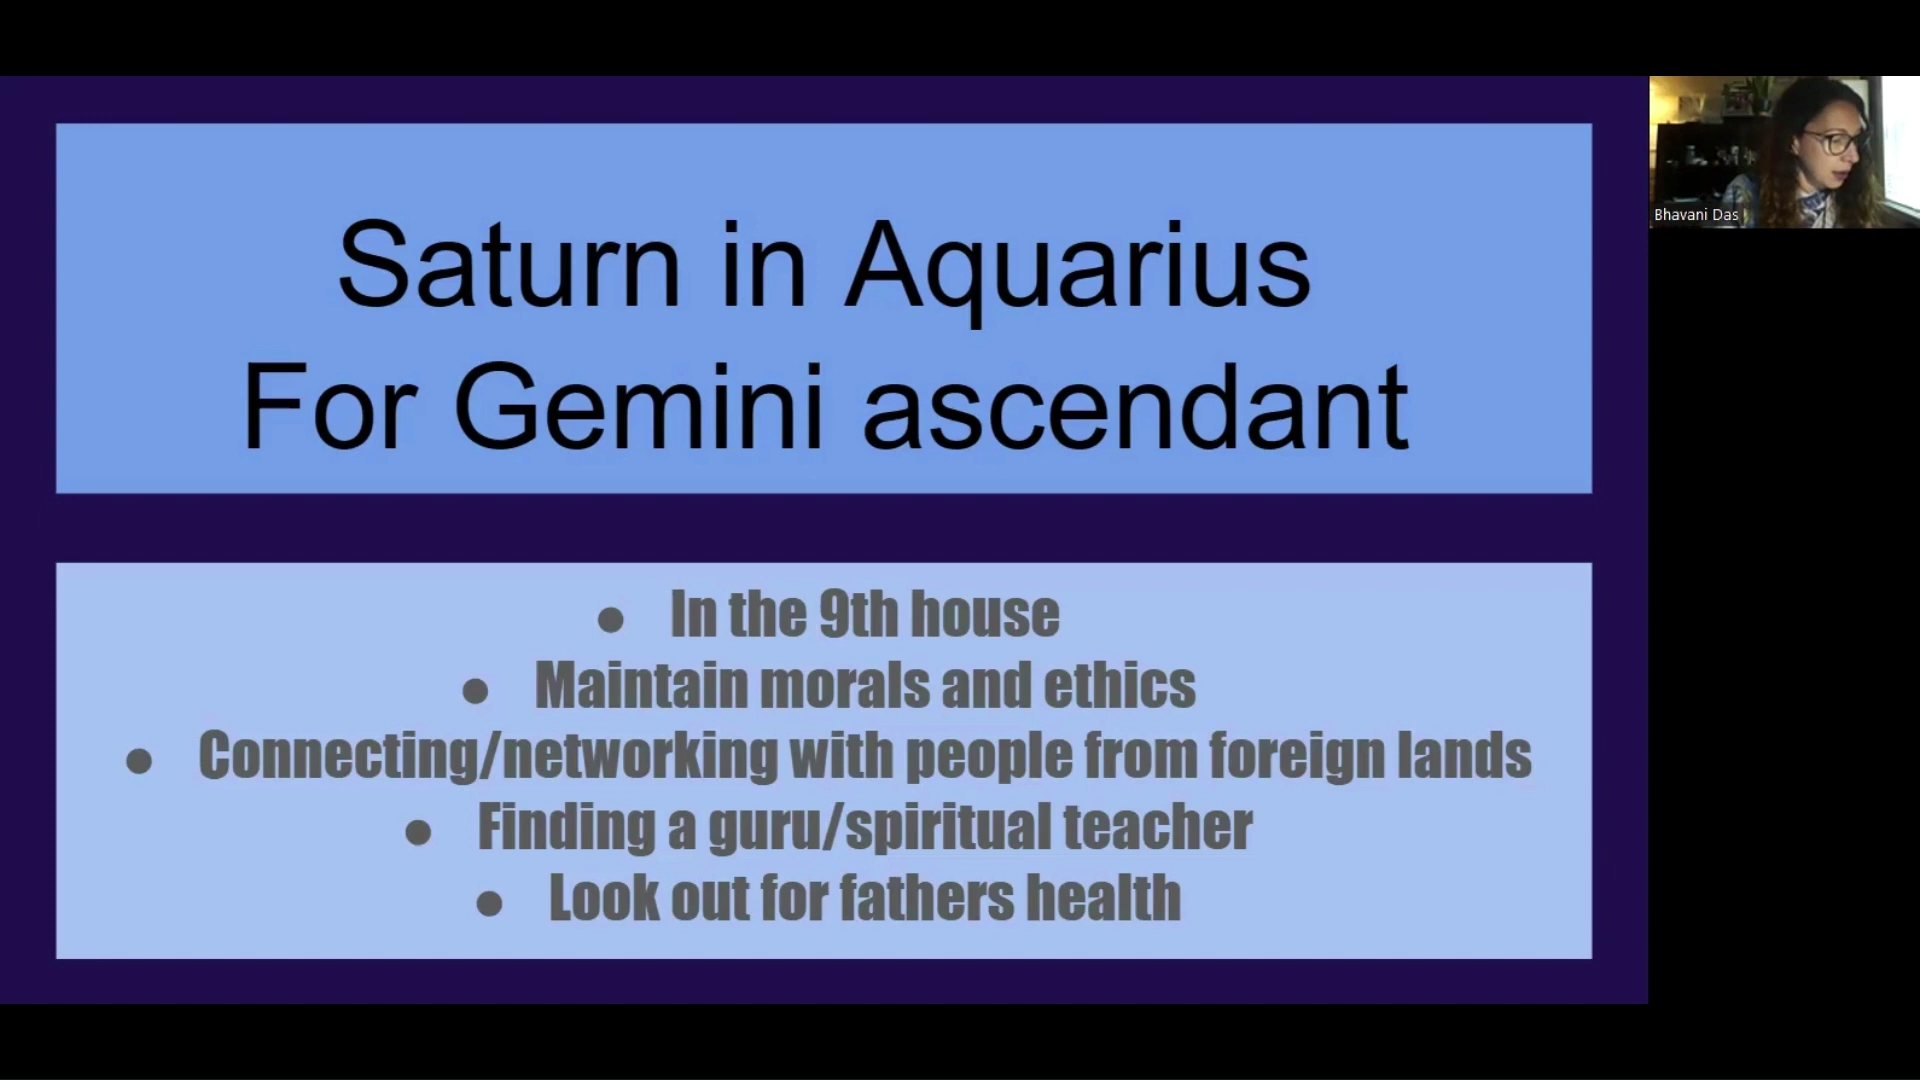 Saturn in Aquarius
For Gemini ascendant
● In the 9th house
● Maintain morals and ethics
● Connecting/networking with people from foreign lands
● Finding a guru/spiritual teacher
● Look out for fathers health
Bhavani Das